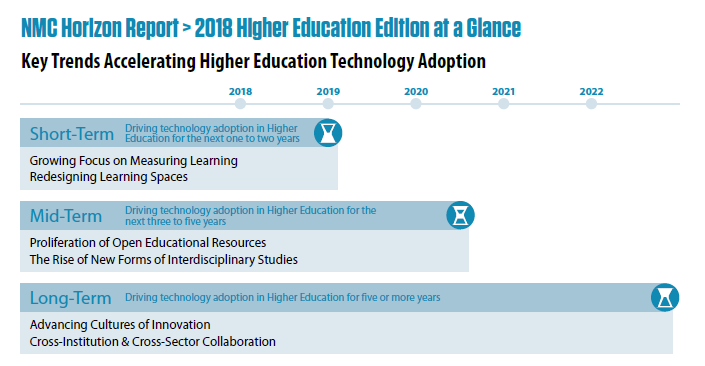 NMC Horizon Report > 2018 Higher Education Edition at a Glance
Key Trends Accelerating Higher Education Technology Adoption
2018 2019 2020 2021 2022
Short-Term
Driving technology adoption in Higher
Education for the next one to two years
Growing Focus on Measuring Learning
Redesigning Learning Spaces
Mid-Term
Driving technology adoption in Higher Education for the
next three to five years
Proliferation of Open Educational Resources
The Rise of New Forms of Interdisciplinary Studies
Long-Term Driving technology adoption in Higher Education for five or more years
Advancing Cultures of Innovation
Cross-Institution & Cross-Sector Collaboration